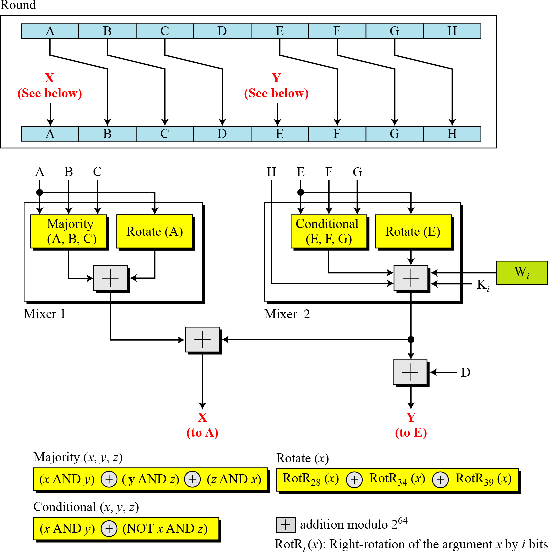 Round
A B C D E F G H
X Y
(See below) (See below)
A B C D E F G H
A B C H E F G
Majority Rotate (A) Conditional Rotate (E)
(A, B, C) (E, F, G)
+ + Wi
Ki
Mixer 1 Mixer 2
+ + D
X Y
(to A) (to E)
Majority (x, y, z) Rotate (x)
(x AND y) + (y AND z) + (z AND x) RotR28 (x) + RotR34 (x) + RotR39 (x)
Conditional (x, y, z)
(x AND y) + (NOT x AND z) + addition modulo 2^64
RotRi (x): Right-rotation of the argument x by i bits